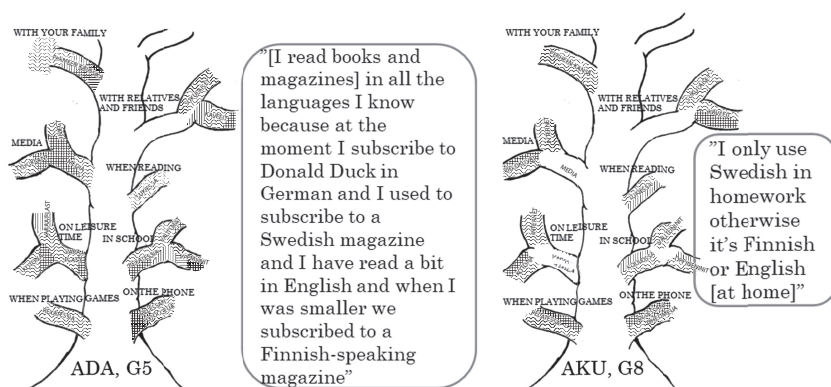 WITH YOUR FAMILY
WITH RELATIVES
AND FRIENDS
MEDIA
WHEN READING
ON LEISURE
TIME
IN SCHOOL
WHEN PLAYING GAMES
ON THE PHONE
ADA, G5
"[I read books and
magazines] in all the
languages I know
because at the
moment I subscribe to
Donald Duck in
German and I used to
subscribe to a
Swedish magazine
and I have read a bit
in English and when I
was smaller we
subscribed to a
Finnish-speaking
magazine"
WITH YOUR FAMILY
WITH RELATIVES
AND FRIENDS
MEDIA
MEDIA
WHEN READING
ON LEISURE
TIME
IN SCHOOL
WHEN PLAYING GAMES
ON THE PHONE
AKU, G8
"I only use
Swedish in
homework
otherwise
it's Finnish
or English
[at home]"